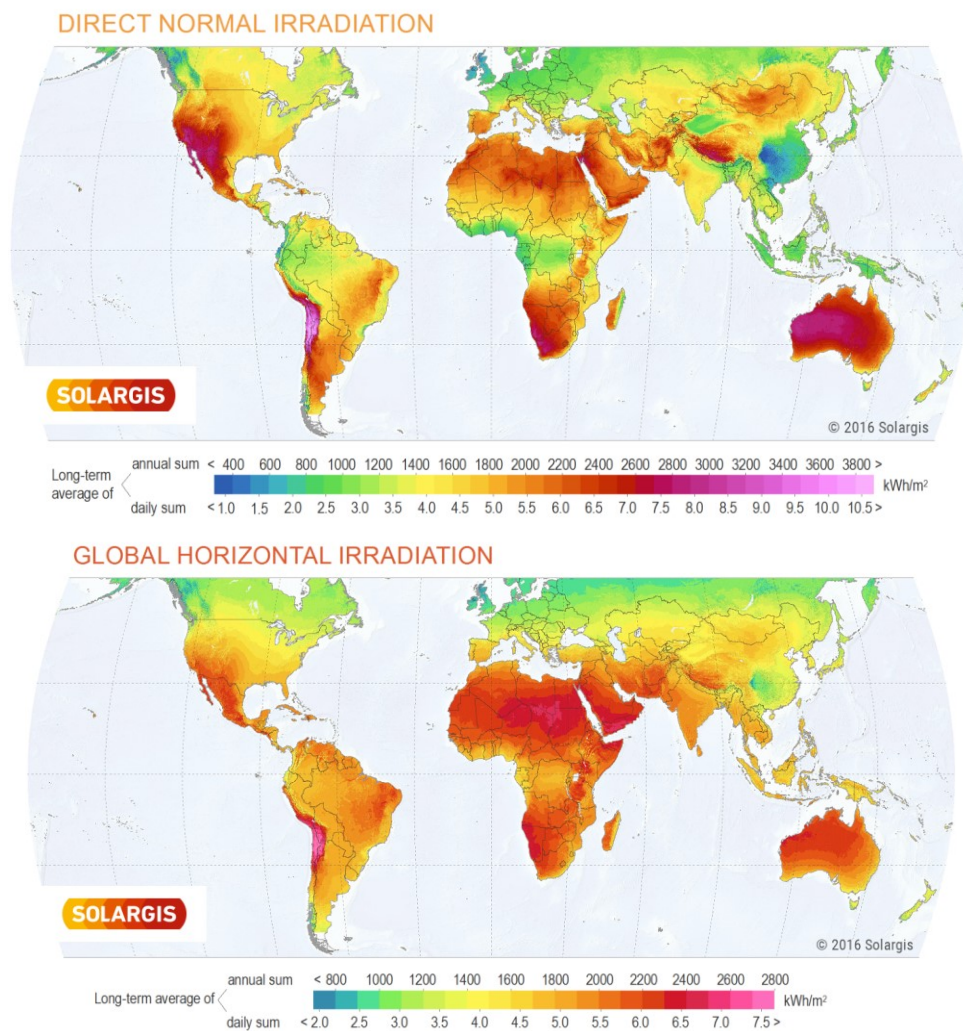 DIRECT NORMAL IRRADIATION
SOLARGIS
© 2016 Solargis
Long-term average of
annual sum < 400 600 800 1000 1200 1400 1600 1800 2000 2200 2400 2600 2800 3000 3200 3400 3600 3800 >
kWh/m²
daily sum < 1.0 1.5 2.0 2.5 3.0 3.5 4.0 4.5 5.0 5.5 6.0 6.5 7.0 7.5 8.0 8.5 9.0 9.5 10.0 10.5 >
GLOBAL HORIZONTAL IRRADIATION
SOLARGIS
© 2016 Solargis
Long-term average of
annual sum < 800 1000 1200 1400 1600 1800 2000 2200 2400 2600 2800
kWh/m²
daily sum < 2.0 2.5 3.0 3.5 4.0 4.5 5.0 5.5 6.0 6.5 7.0 7.5 >